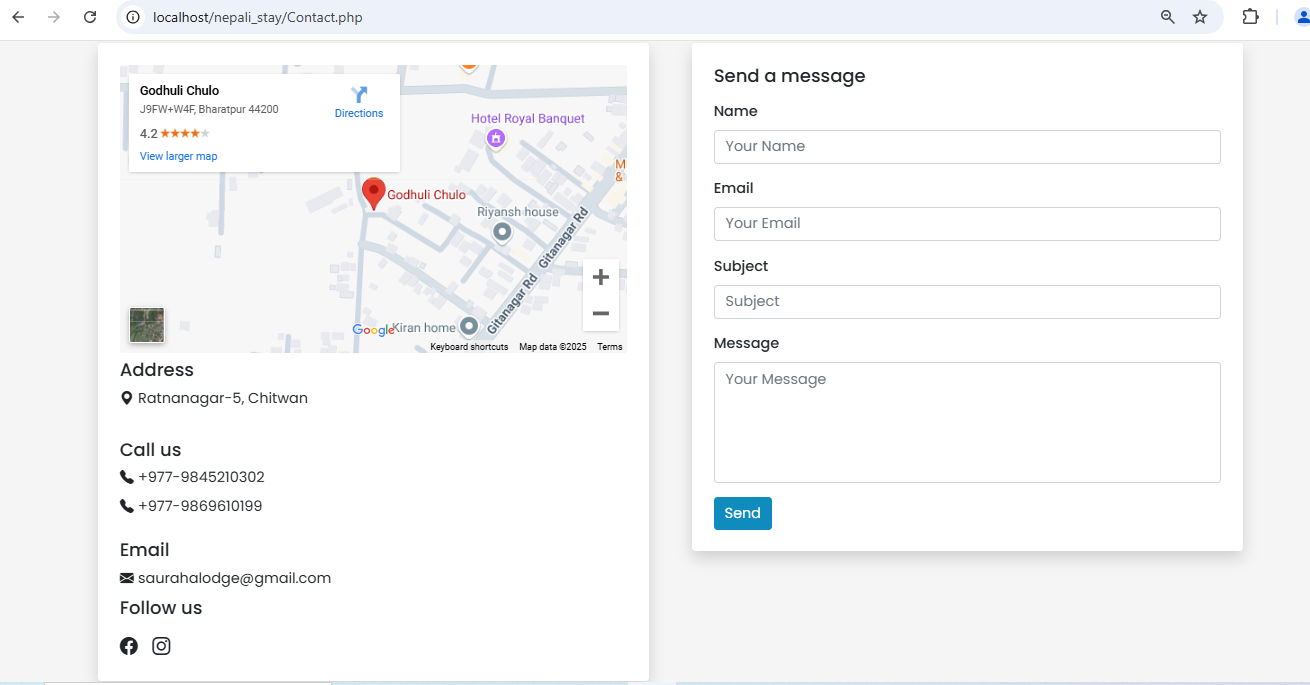 localhost/nepali_stay/Contact.php
Godhuli Chulo
J9FW+W4F, Bharatpur 44200
4.2
View larger map
Directions
Hotel Royal Banquet
M
&
Godhuli Chulo
Riyansh house
Gitanagar Rd
Gitanagar Rd
Google
Kiran home
Keyboard shortcuts
Map data ©2025
Terms
Address
Ratnanagar-5, Chitwan
Call us
+977-9845210302
+977-9869610199
Email
saurahalodge@gmail.com
Follow us
Send a message
Name
Your Name
Email
Your Email
Subject
Subject
Message
Your Message
Send